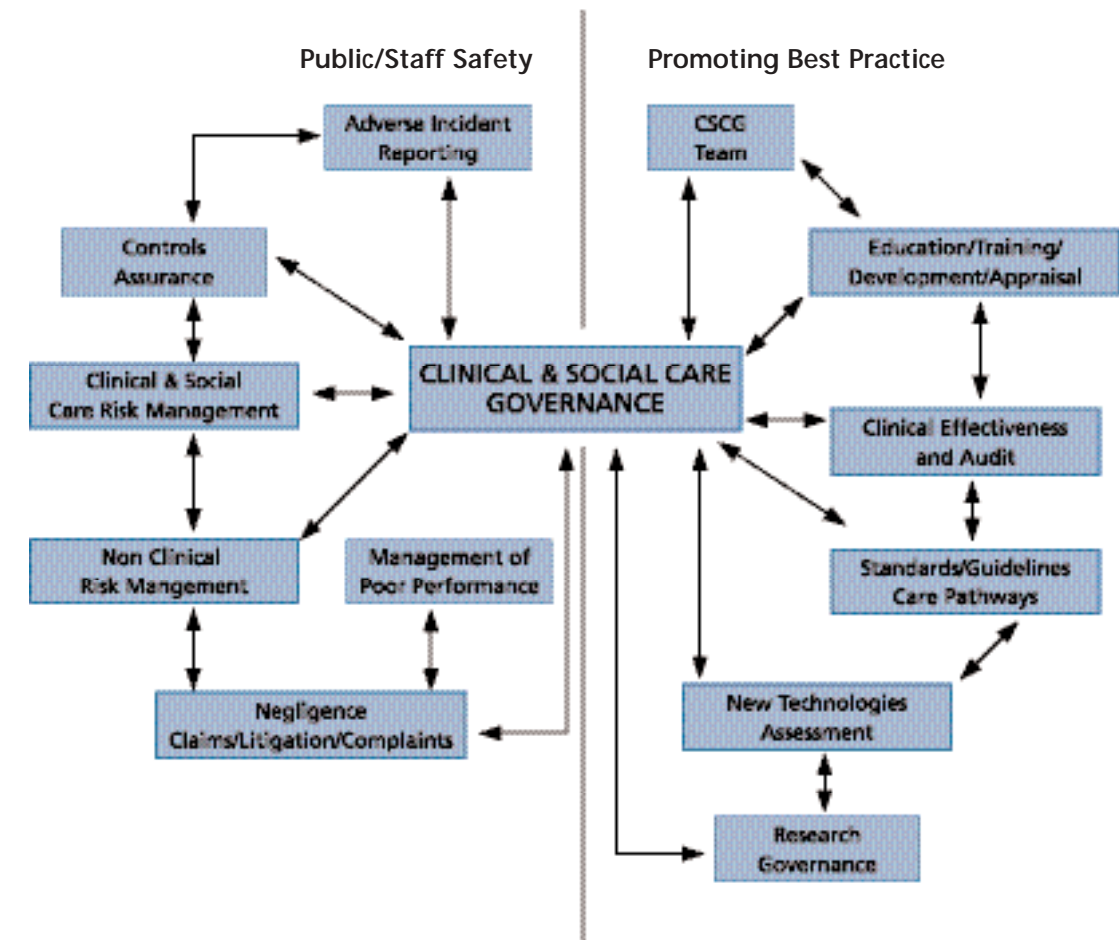 Public/Staff Safety
Promoting Best Practice
Adverse Incident
Reporting
CSCG
Team
Controls
Assurance
Education/Training/
Development/Appraisal
CLINICAL & SOCIAL CARE
GOVERNANCE
Clinical & Social
Care Risk Management
Clinical Effectiveness
and Audit
Non Clinical
Risk Mangement
Management of
Poor Performance
Standards/Guidelines
Care Pathways
Negligence
Claims/Litigation/Complaints
New Technologies
Assessment
Research
Governance